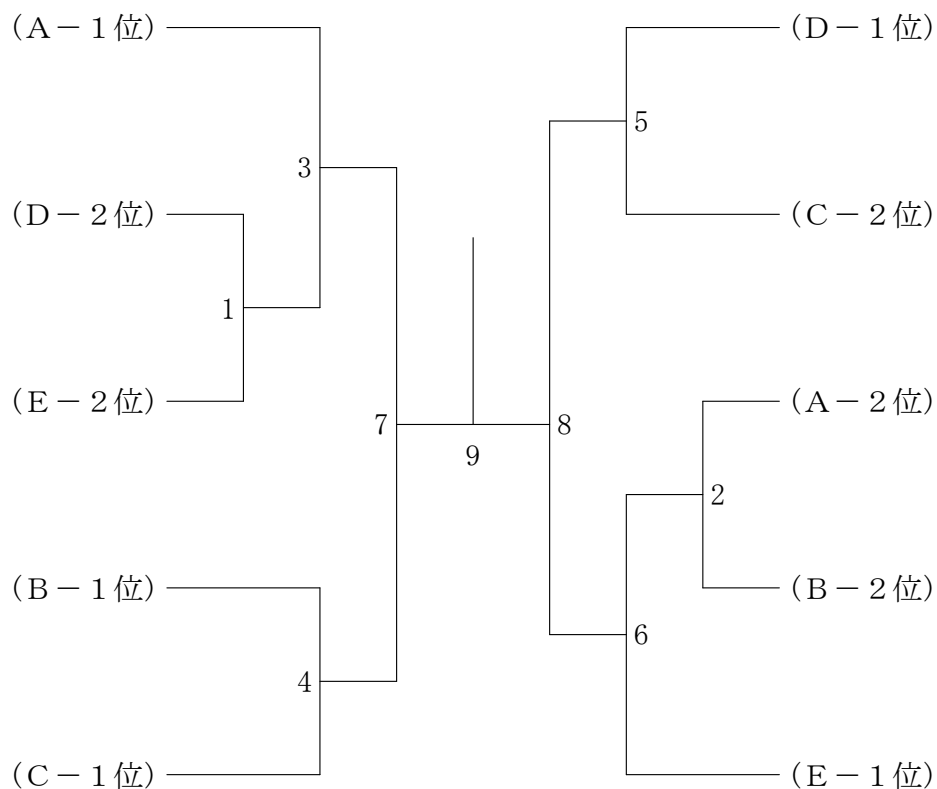 （A－1位）
（D－1位）
5
3
（D－2位）
（C－2位）
1
（E－2位）
（A－2位）
7
8
9
2
（B－1位）
（B－2位）
6
4
（C－1位）
（E－1位）